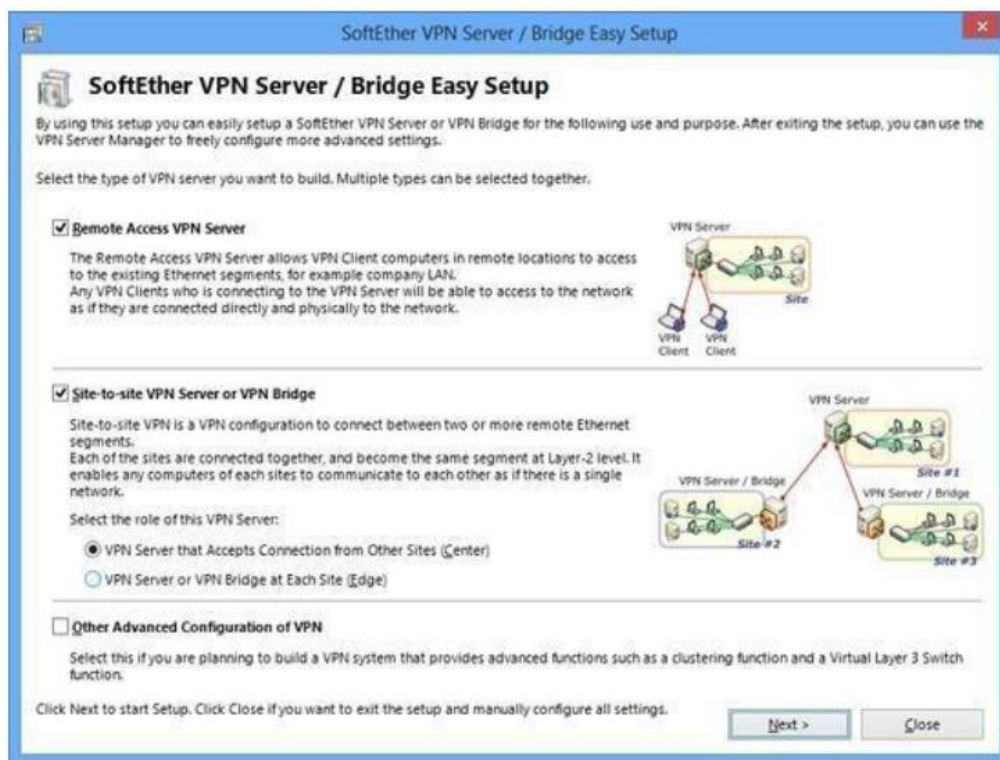 SoftEther VPN Server / Bridge Easy Setup
SoftEther VPN Server / Bridge Easy Setup
By using this setup you can easily setup a SoftEther VPN Server or VPN Bridge for the following use and purpose. After exiting the setup, you can use the
VPN Server Manager to freely configure more advanced settings.
Select the type of VPN server you want to build. Multiple types can be selected together.
Remote Access VPN Server
The Remote Access VPN Server allows VPN Client computers in remote locations to access
to the existing Ethernet segments, for example company LAN.
Any VPN Clients who is connecting to the VPN Server will be able to access to the network
as if they are connected directly and physically to the network.
VPN Server
Site
VPN Client
VPN Client
Site-to-site VPN Server or VPN Bridge
Site-to-site VPN is a VPN configuration to connect between two or more remote Ethernet
segments.
Each of the sites are connected together, and become the same segment at Layer-2 level. It
enables any computers of each sites to communicate to each other as if there is a single
network.
Select the role of this VPN Server:
VPN Server that Accepts Connection from Other Sites (Center)
VPN Server or VPN Bridge at Each Site (Edge)
VPN Server
Site #1
VPN Server / Bridge
Site #2
VPN Server / Bridge
Site #3
Other Advanced Configuration of VPN
Select this if you are planning to build a VPN system that provides advanced functions such as a clustering function and a Virtual Layer 3 Switch
function.
Click Next to start Setup. Click Close if you want to exit the setup and manually configure all settings.
Next >
Close